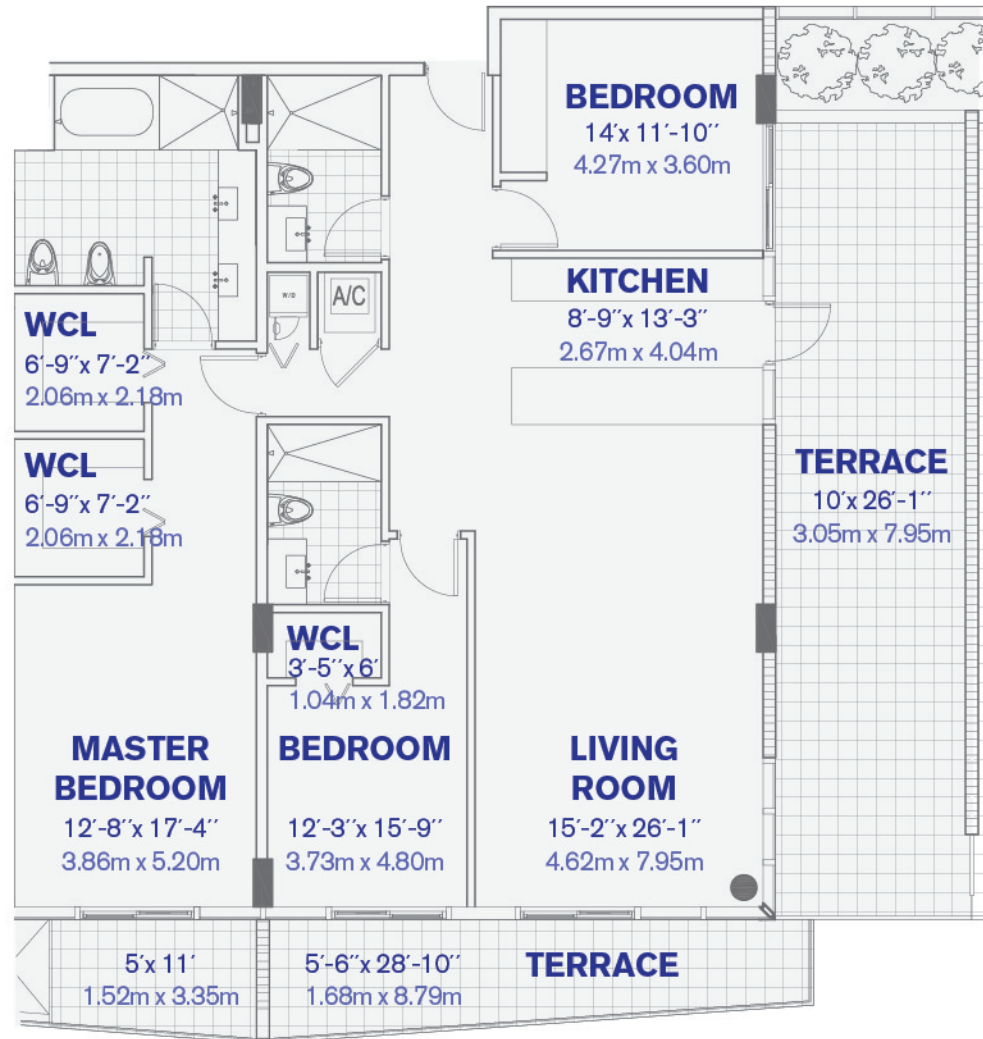 BEDROOM
14′x 11′-10′′
4.27m x 3.60m
KITCHEN
8′-9′′x 13′-3′′
2.67m x 4.04m
W/D
A/C
WCL
6′-9′′x 7′-2′′
2.06m x 2.18m
WCL
6′-9′′x 7′-2′′
2.06m x 2.18m
TERRACE
10′x 26′-1′′
3.05m x 7.95m
WCL
3′-5′′x 6′
1.04m x 1.82m
MASTER
BEDROOM
12′-8′′x 17′-4′′
3.86m x 5.20m
BEDROOM
12′-3′′x 15′-9′′
3.73m x 4.80m
LIVING
ROOM
15′-2′′x 26′-1′′
4.62m x 7.95m
5′x 11′
1.52m x 3.35m
5′-6′′x 28′-10′′
1.68m x 8.79m
TERRACE